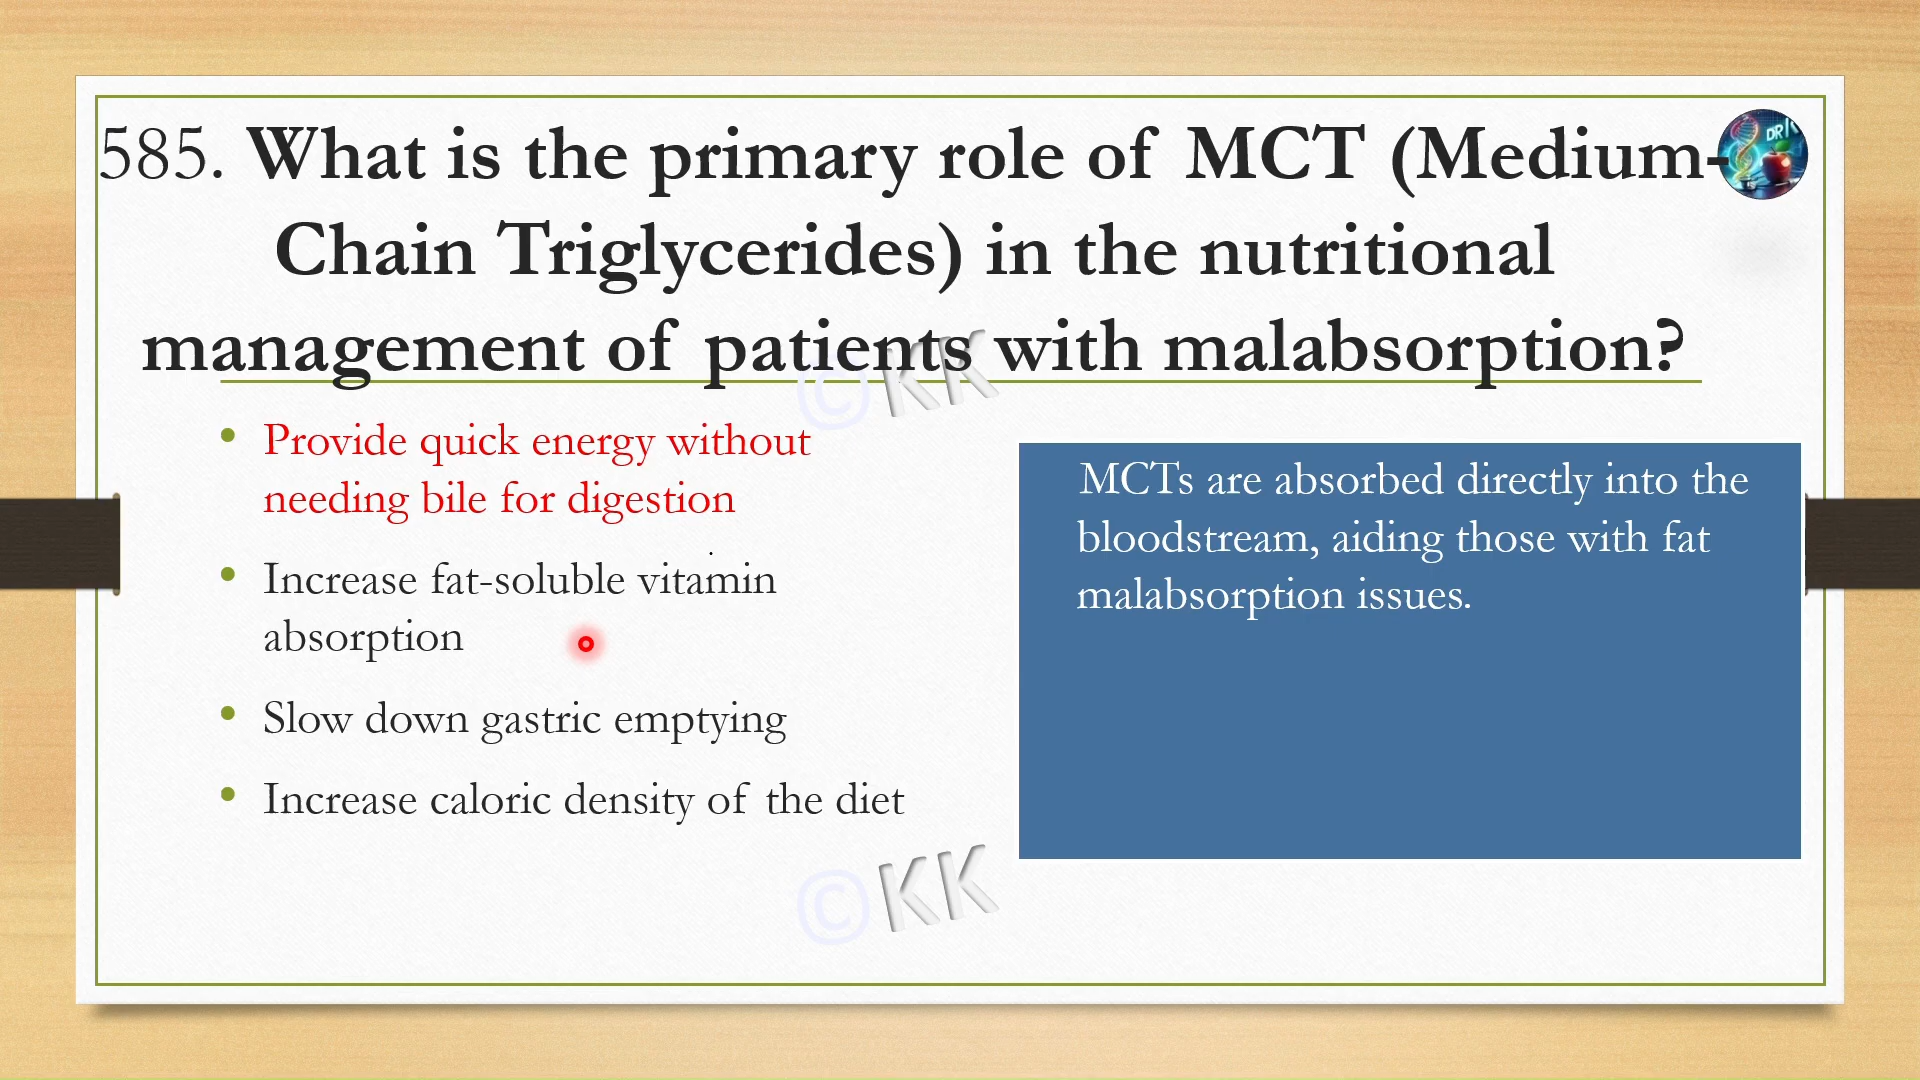 585. What is the primary role of MCT (Medium-
Chain Triglycerides) in the nutritional
management of patients with malabsorption?
DR
©KK
• Provide quick energy without
needing bile for digestion
• Increase fat-soluble vitamin
absorption
• Slow down gastric emptying
• Increase caloric density of the diet
MCTs are absorbed directly into the
bloodstream, aiding those with fat
malabsorption issues.
©KK